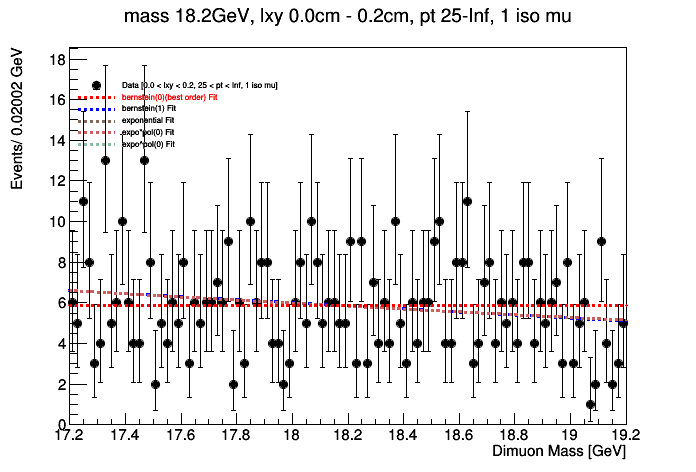 mass 18.2GeV, lxy 0.0cm - 0.2cm, pt 25-Inf, 1 iso mu
Events/ 0.02002 GeV
18
16
14
12
10
8
6
4
2
0
Data [0.0 < lxy < 0.2, 25 < pt < Inf, 1 iso mu]
bernstein(0)(best order) Fit
bernstein(1) Fit
exponential Fit
expo*pol(0) Fit
expo*pol(0) Fit
17.2 17.4 17.6 17.8 18 18.2 18.4 18.6 18.8 19 19.2
Dimuon Mass [GeV]